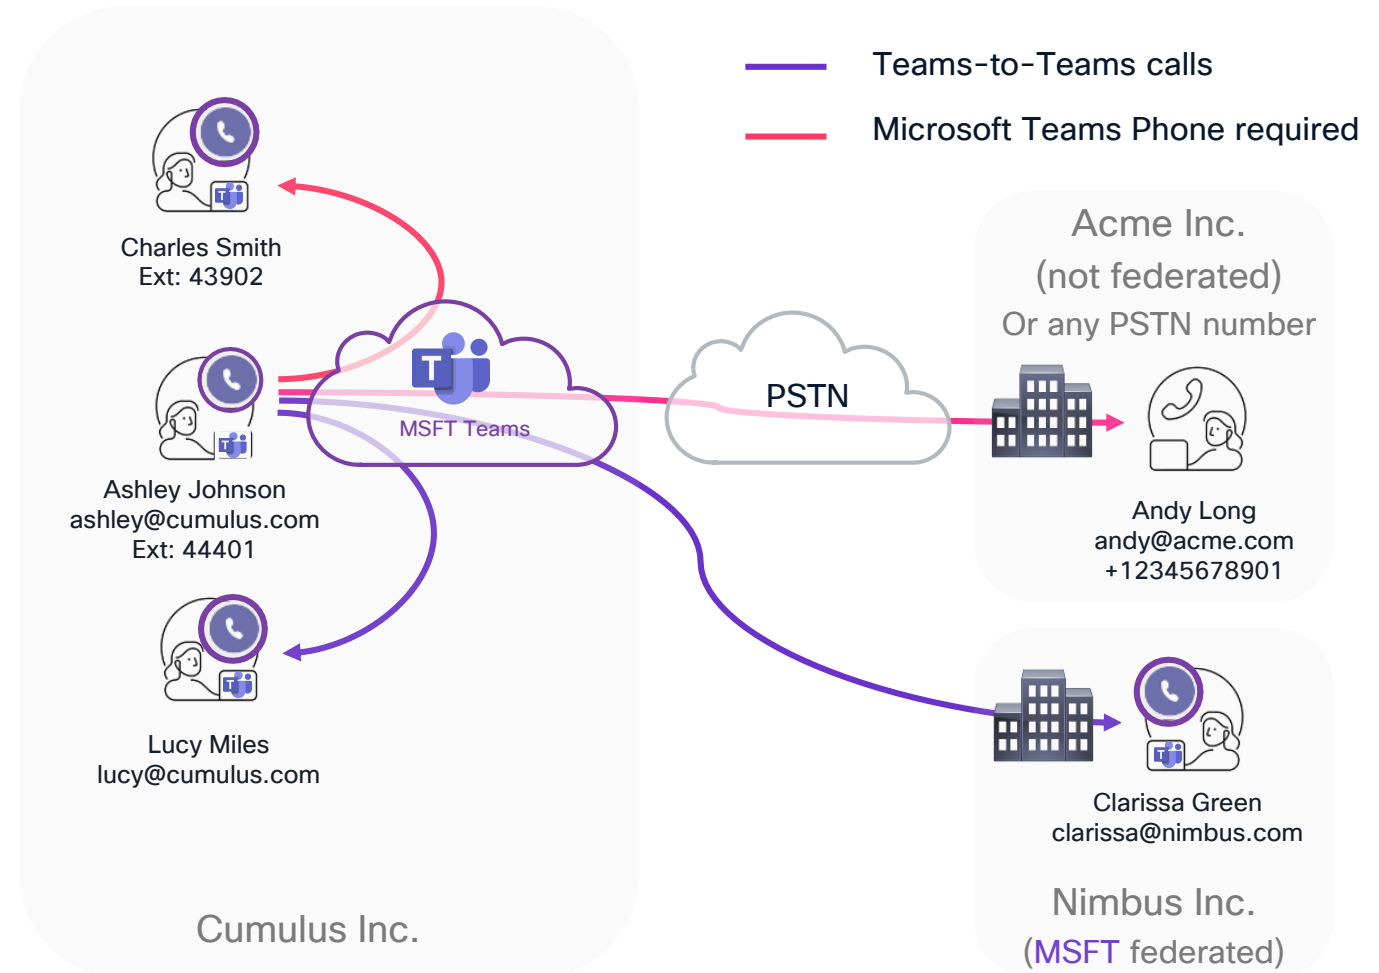 Teams-to-Teams calls
Microsoft Teams Phone required
Charles Smith
Ext: 43902
T
MSFT Teams
Ashley Johnson
ashley@cumulus.com
Ext: 44401
Lucy Miles
lucy@cumulus.com
Cumulus Inc.
PSTN
Acme Inc.
(not federated)
Or any PSTN number
Andy Long
andy@acme.com
+12345678901
Clarissa Green
clarissa@nimbus.com
Nimbus Inc.
(MSFT federated)